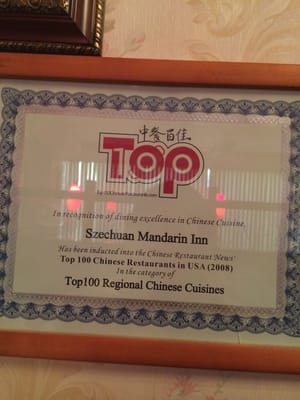 中餐百佳
Top 100
In recognition of dining excellence in Chinese Cuisine,
Szechuan Mandarin Inn
Has been inducted into the Chinese Restaurant News'
Top 100 Chinese Restaurants in USA (2008)
In the category of
Top100 Regional Chinese Cuisines